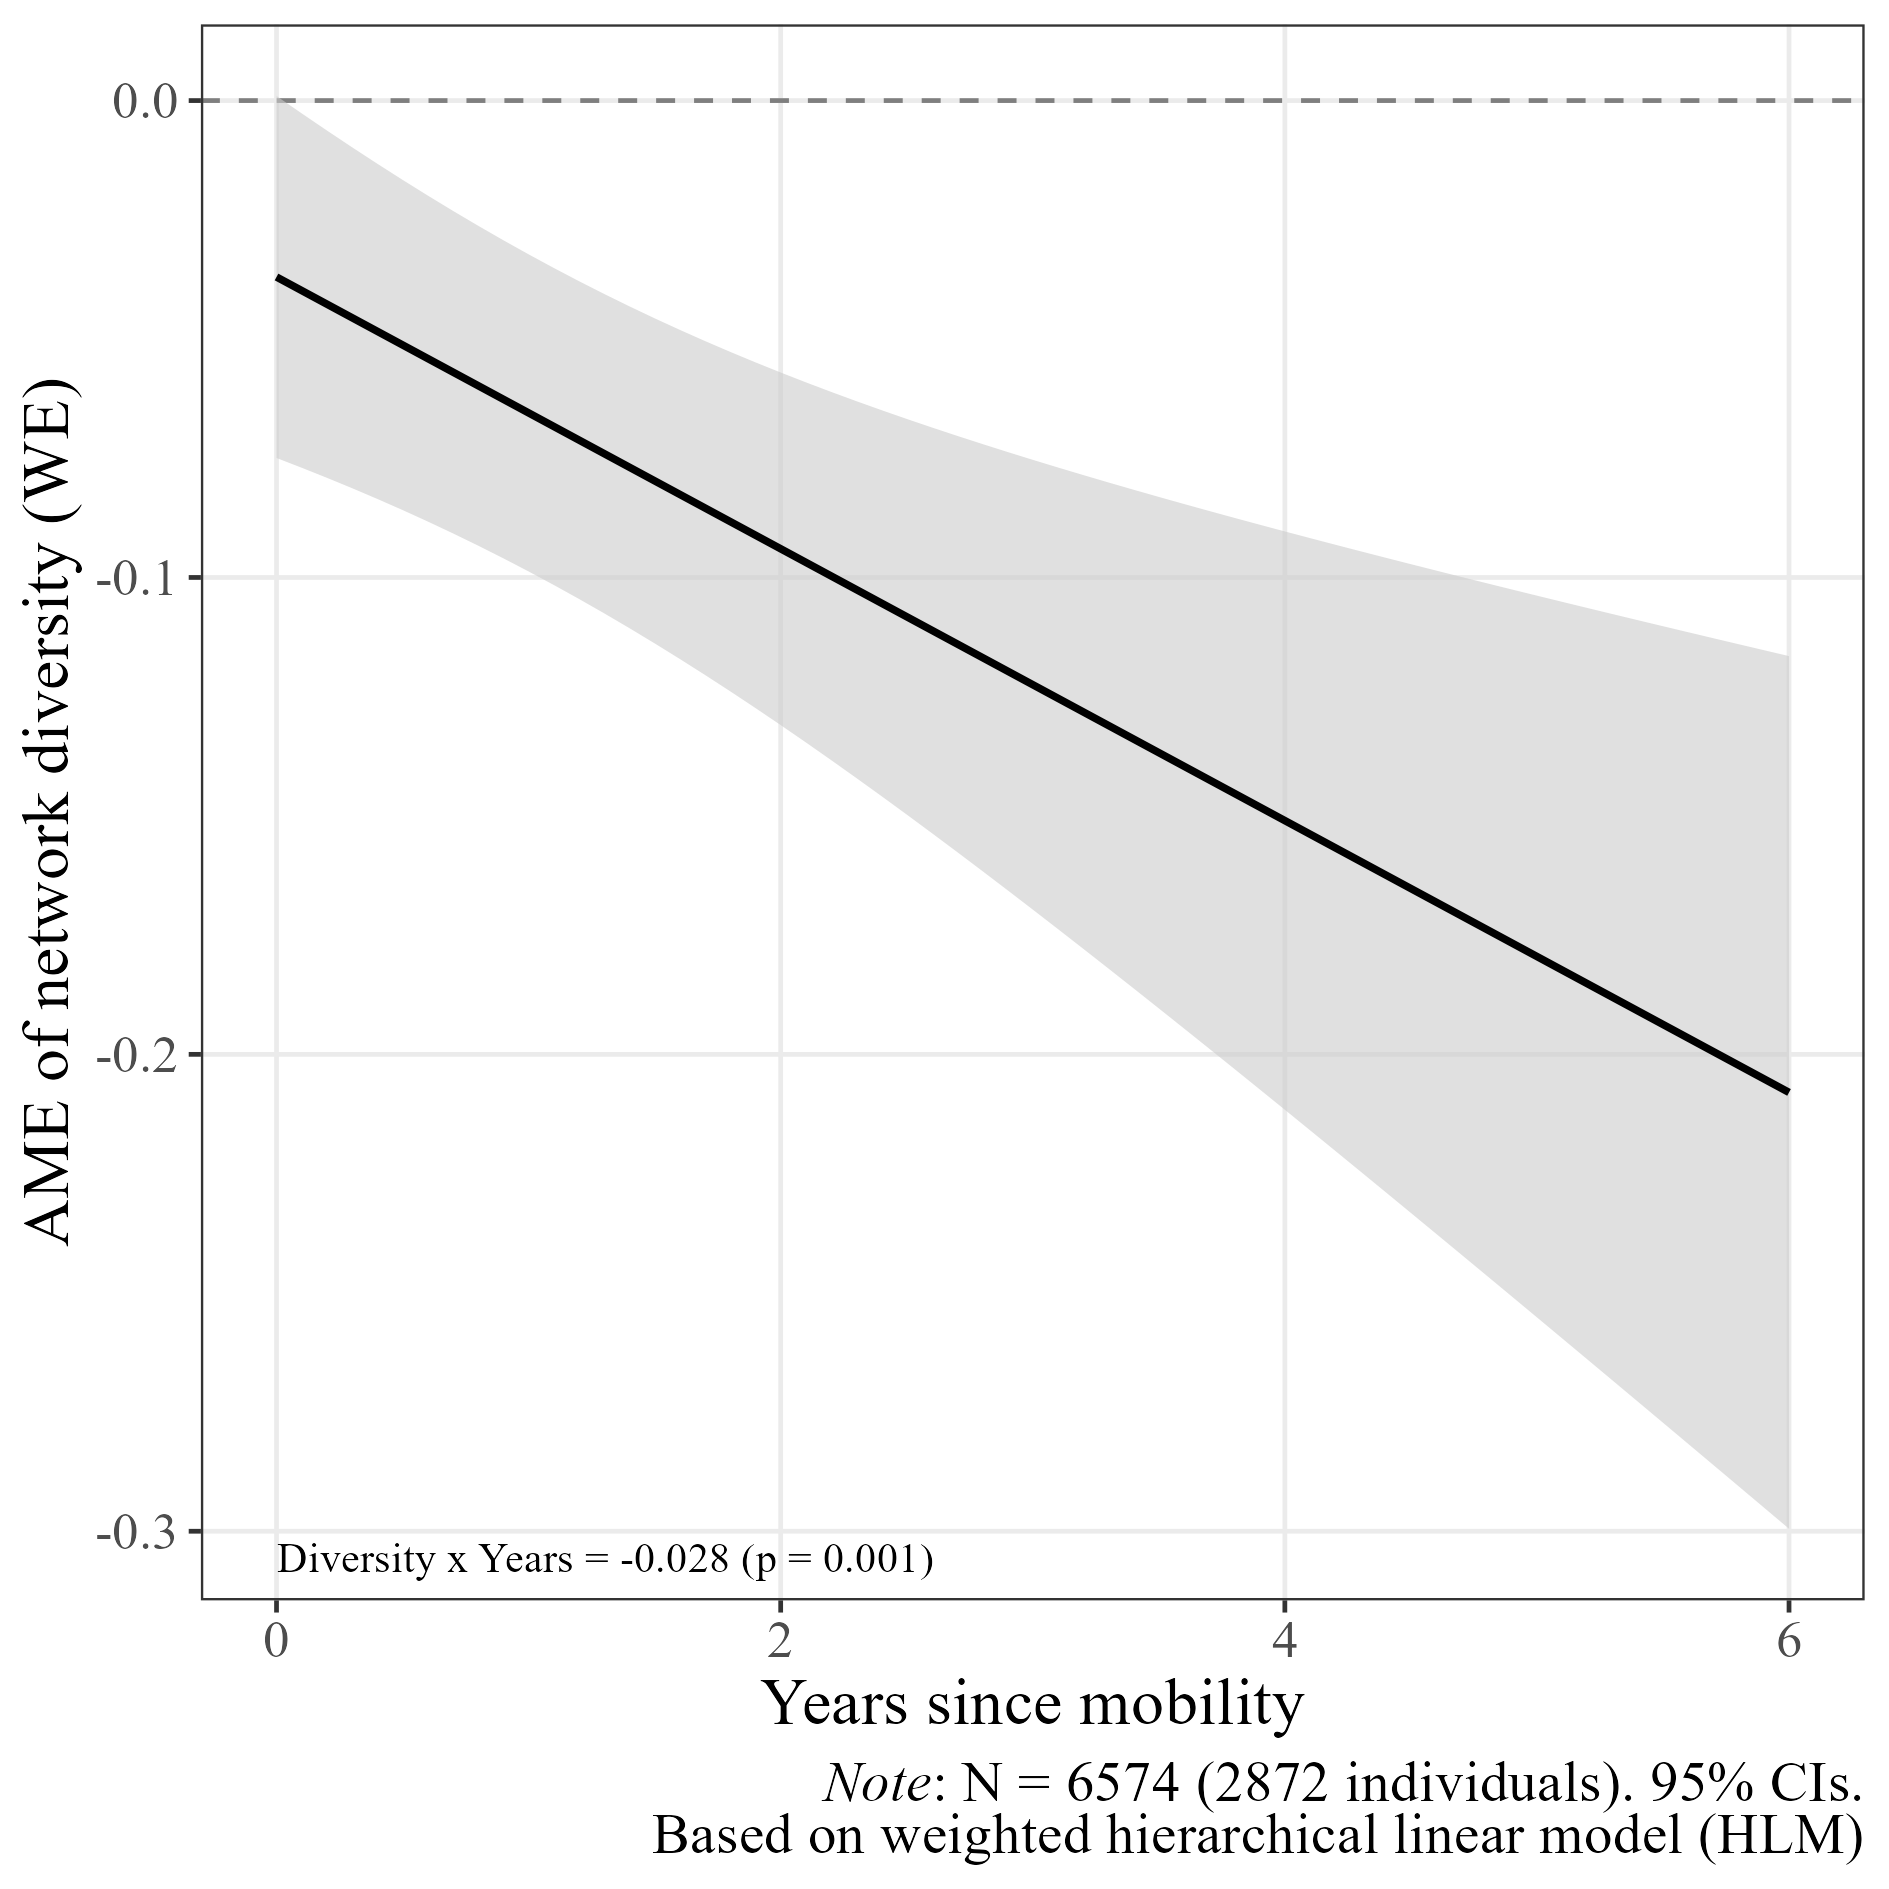 AME of network diversity (WE)
0.0
-0.1
-0.2
-0.3
Diversity x Years = -0.028 (p = 0.001)
0 2 4 6
Years since mobility
Note: N = 6574 (2872 individuals). 95% CIs.
Based on weighted hierarchical linear model (HLM)